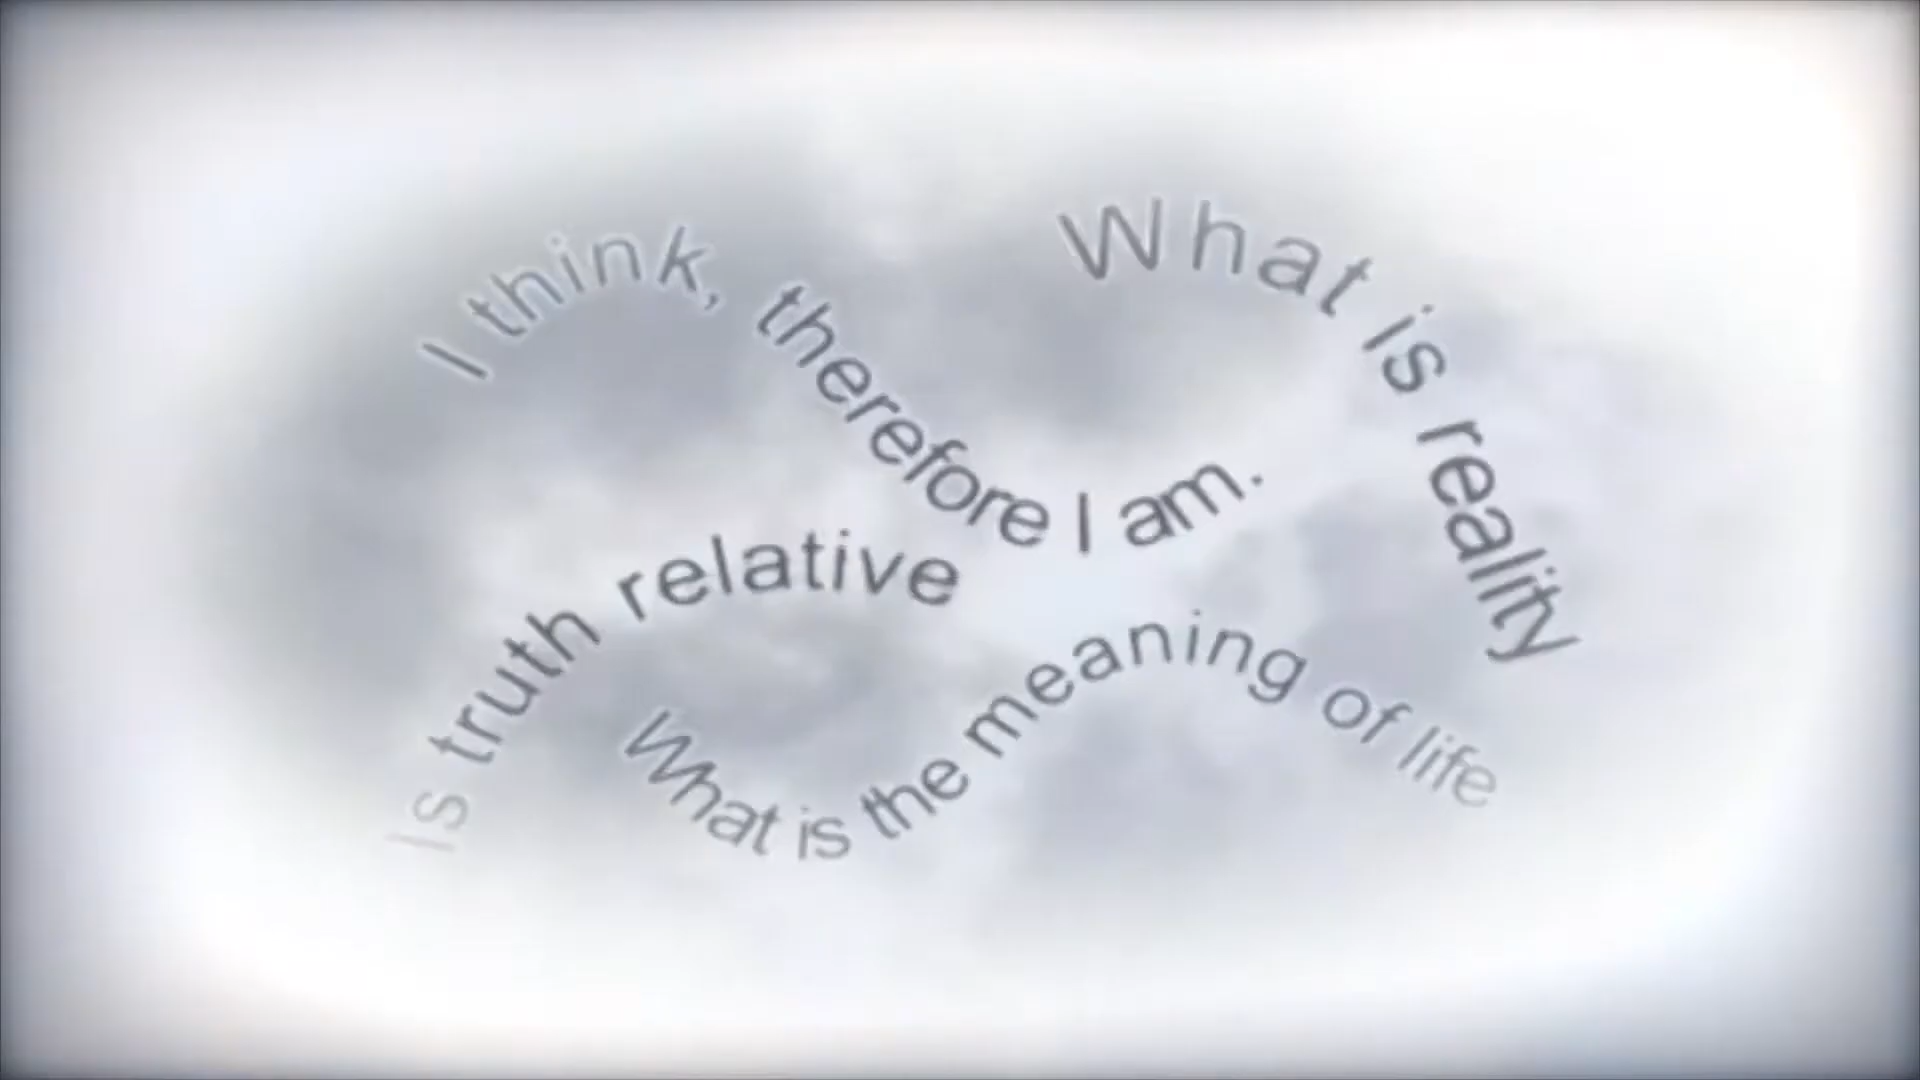 I think, therefore I am.
What is reality
Is truth relative
What is the meaning of life